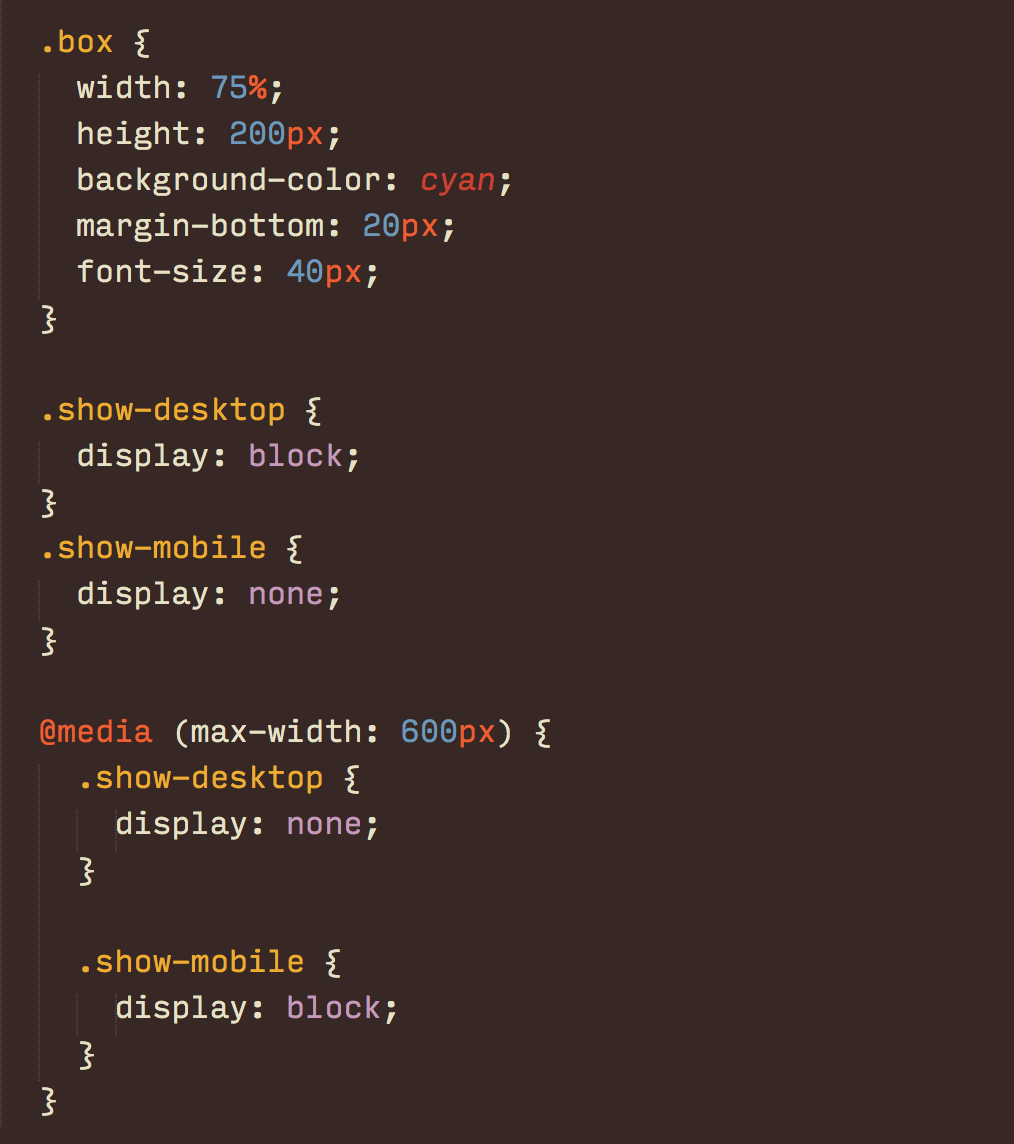 .box {
  width: 75%;
  height: 200px;
  background-color: cyan;
  margin-bottom: 20px;
  font-size: 40px;
}

.show-desktop {
  display: block;
}
.show-mobile {
  display: none;
}

@media (max-width: 600px) {
  .show-desktop {
    display: none;
  }

  .show-mobile {
    display: block;
  }
}